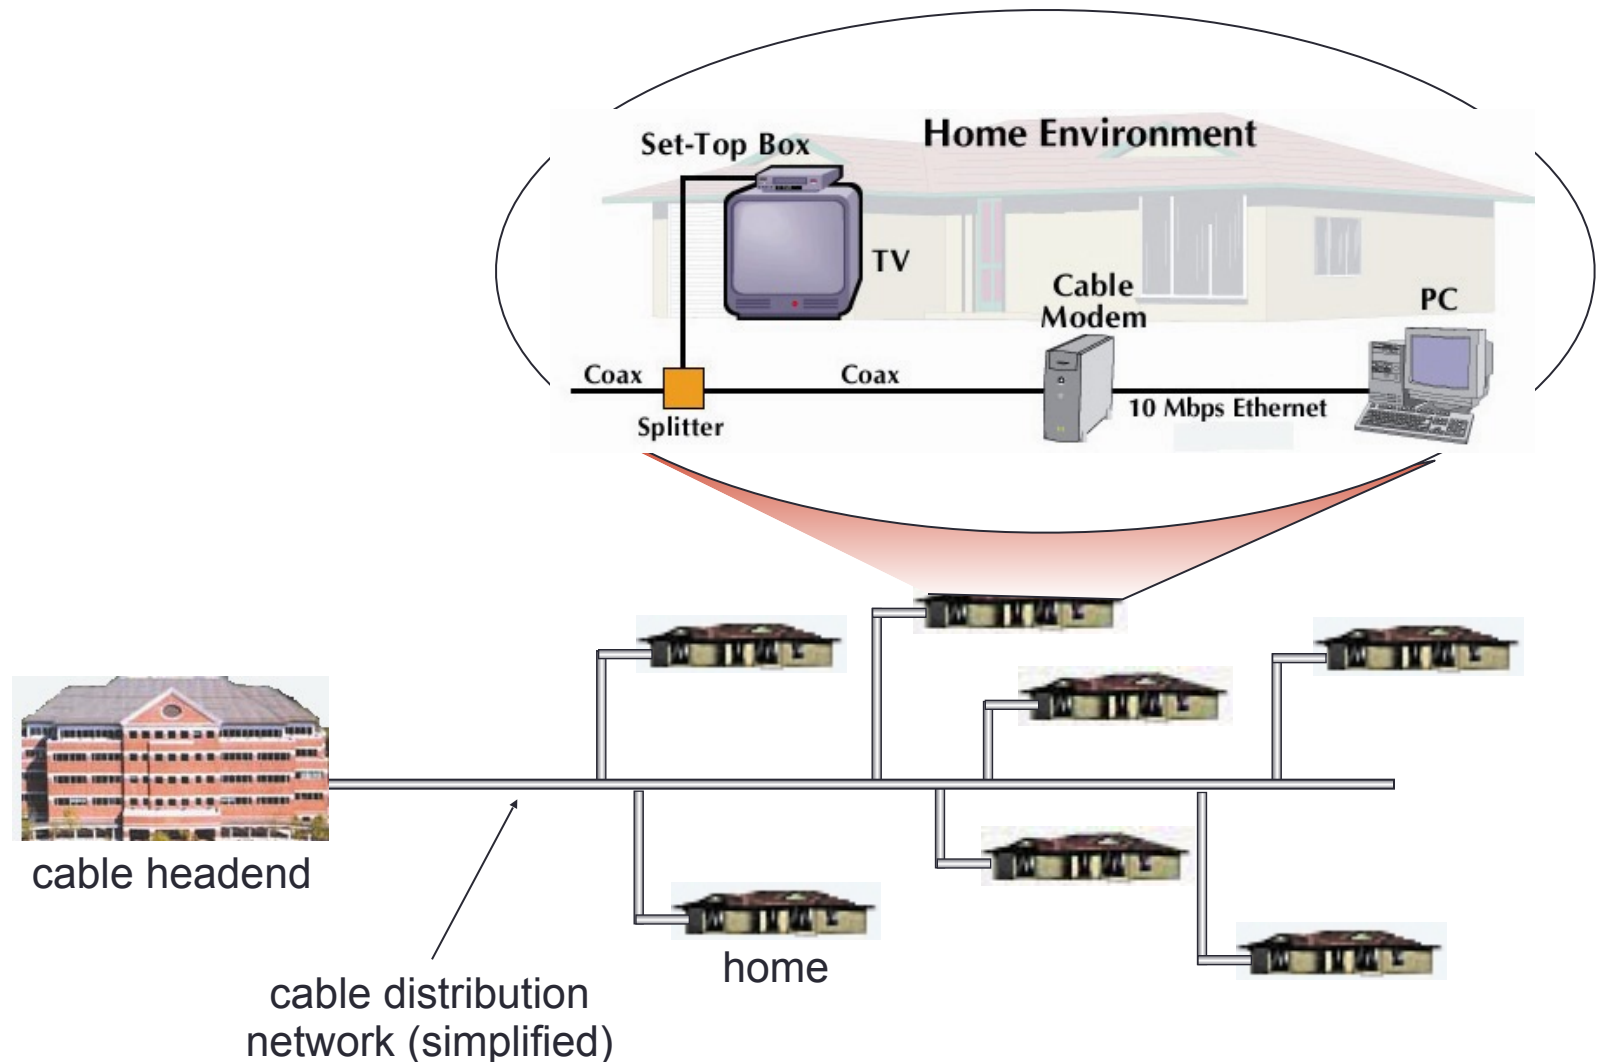 Home Environment
Set-Top Box
TV
Cable
Modem
PC
Coax
Coax
10 Mbps Ethernet
Splitter
cable headend
home
cable distribution
network (simplified)